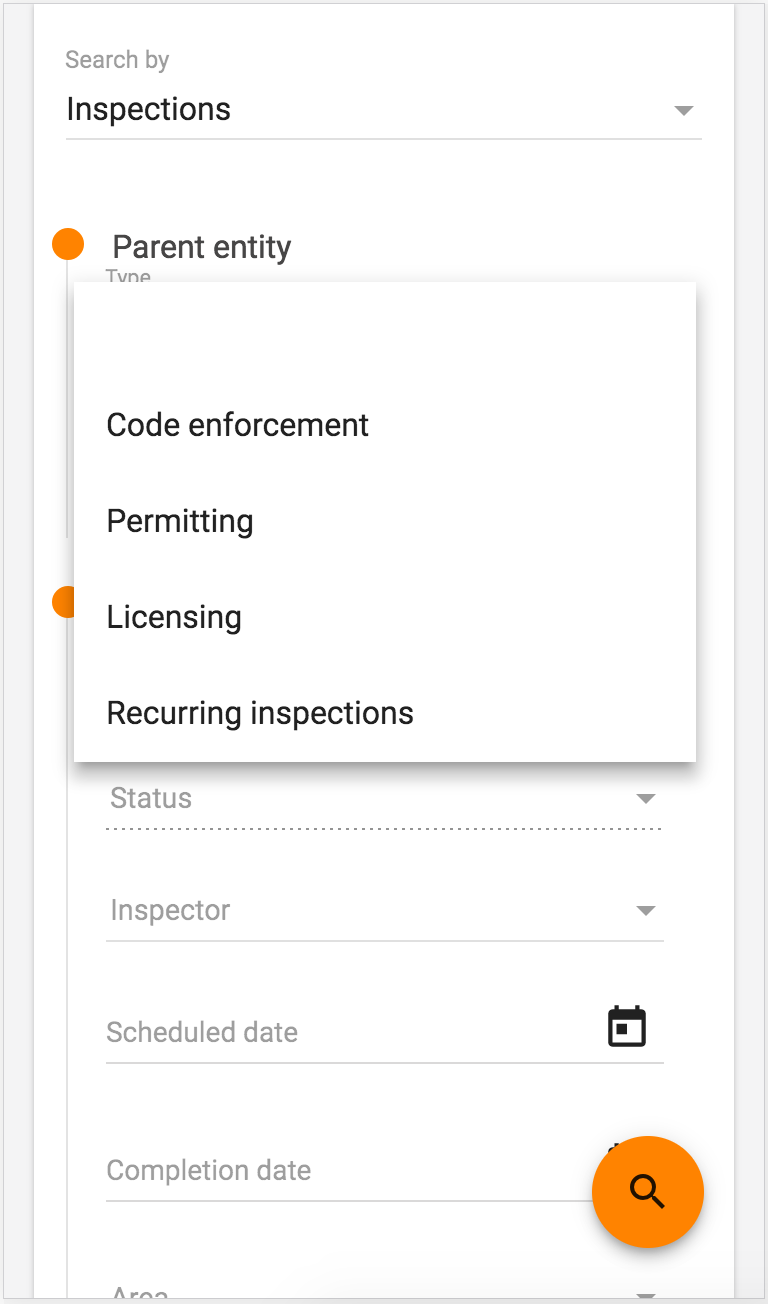 Search by
Inspections
Parent entity
Type
Code enforcement
Permitting
Licensing
Recurring inspections
Status
Inspector
Scheduled date
Completion date
Area